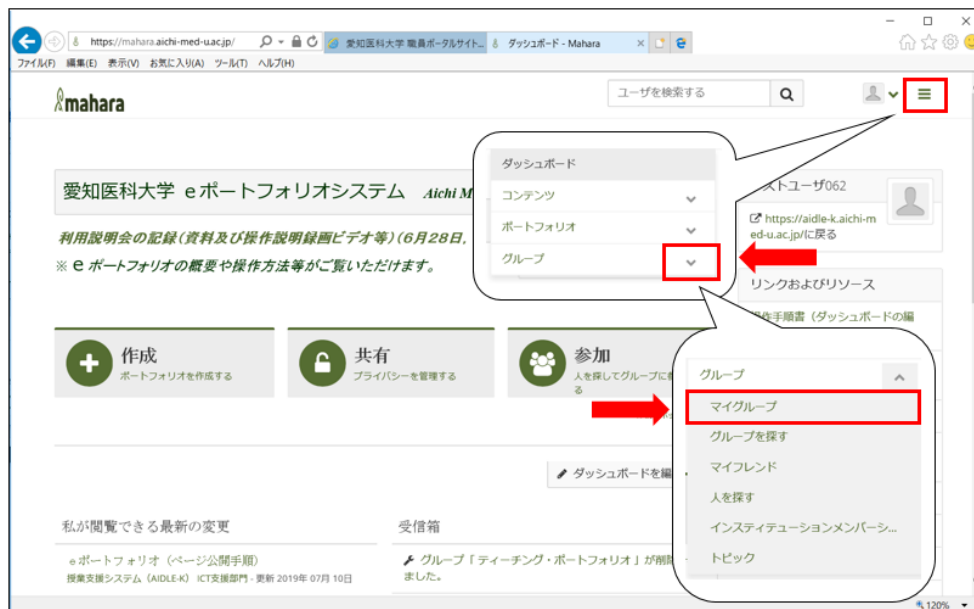 https://mahara.aichi-med-u.ac.jp/
愛知医科大学 職員ポータルサイト...
ダッシュボード - Mahara
ファイル(F) 編集(E) 表示(V) お気に入り(A) ツール(T) ヘルプ(H)
mahara
ユーザを検索する
ダッシュボード
コンテンツ
ポートフォリオ
グループ
愛知医科大学 eポートフォリオシステム Aichi M
利用説明会の記録(資料及び操作説明録画ビデオ等)(6月28日,
※ e ポートフォリオの概要や操作方法等がご覧いただけます。
ストユーザ062
https://aidle-k.aichi-m
ed-u.ac.jp/に戻る
リンクおよびリソース
操作手順書(ダッシュボードの編
作成
ポートフォリオを作成する
共有
プライバシーを管理する
参加
人を探してグループに
る
グループ
マイグループ
グループを探す
マイフレンド
人を探す
インスティテューションメンバーシ...
トピック
ダッシュボードを編
私が閲覧できる最新の変更
eポートフォリオ(ページ公開手順)
授業支援システム(AIDLE-K) ICT支援部門 - 更新 2019年 07月 10日
受信箱
グループ「ティーチング・ポートフォリオ」が削除
ました。
120%